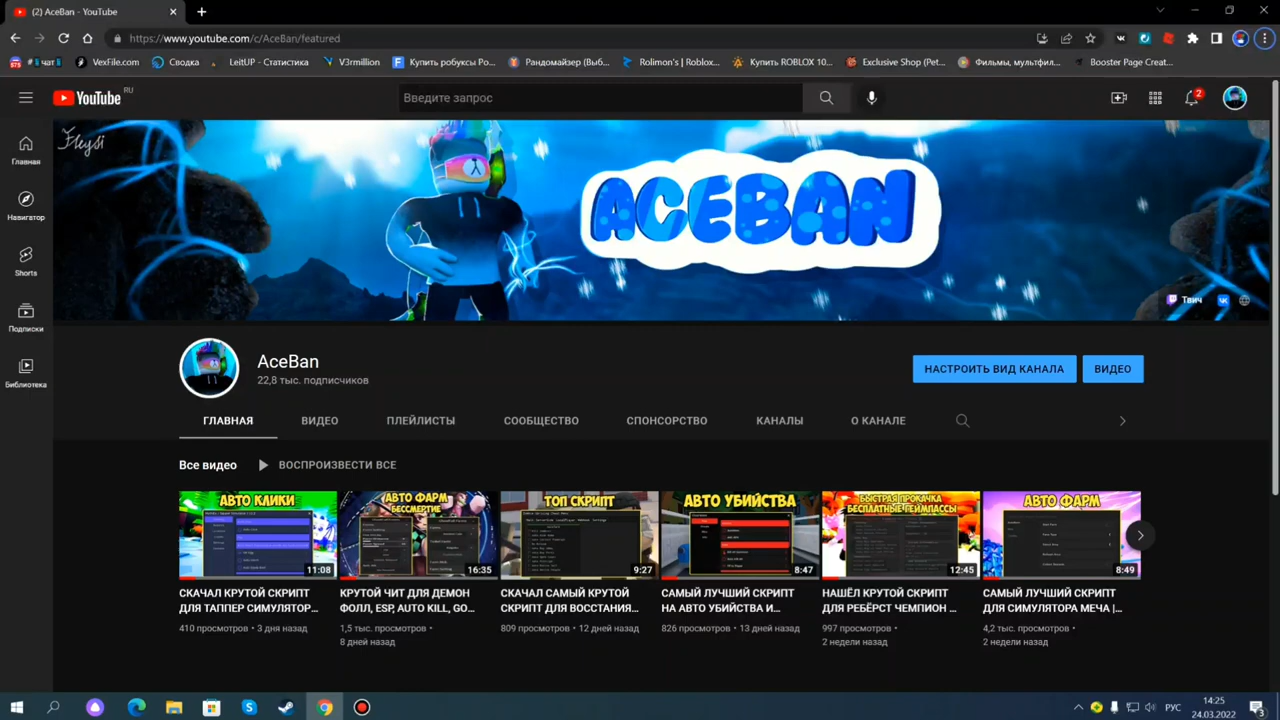 (2) AceBan - YouTube
https://www.youtube.com/c/AceBan/featured
VexFile.com
Сводка
LeitUP - Статистика
V3rmillion
Купить робуксы Ро...
Рандомайзер (Выб...
Rolimon's | Roblox...
Купить ROBLOX 10...
Exclusive Shop (Pet...
Фильмы, мультфил...
Booster Page Creat...
YouTube RU
Введите запрос
2
Главная
Навигатор
Shorts
Подписки
Библиотека
Fleysi
ACEBAN
Твич
AceBan
22,8 тыс. подписчиков
НАСТРОИТЬ ВИД КАНАЛА
ВИДЕО
ГЛАВНАЯ
ВИДЕО
ПЛЕЙЛИСТЫ
СООБЩЕСТВО
СПОНСОРСТВО
КАНАЛЫ
О КАНАЛЕ
Все видео
ВОСПРОИЗВЕСТИ ВСЕ
АВТО КЛИКИ
11:08
СКАЧАЛ КРУТОЙ СКРИПТ
ДЛЯ ТАППЕР СИМУЛЯТОР...
410 просмотров • 3 дня назад
АВТО ФАРМ
БЕССМЕРТИЕ
16:35
КРУТОЙ ЧИТ ДЛЯ ДЕМОН
ФОЛЛ, ESP, AUTO KILL, GO...
1,5 тыс. просмотров •
8 дней назад
ТОП СКРИПТ
9:27
СКАЧАЛ САМЫЙ КРУТОЙ
СКРИПТ ДЛЯ ВОССТАНИЯ...
809 просмотров • 12 дней назад
АВТО УБИЙСТВА
8:47
САМЫЙ ЛУЧШИЙ СКРИПТ
НА АВТО УБИЙСТВА И...
826 просмотров • 13 дней назад
БЫСТРАЯ ПРОКАЧКА
БЕСПЛАТНЫЕ ГЕЙМПАССЫ
12:45
НАШЁЛ КРУТОЙ СКРИПТ
ДЛЯ РЕБЁРСТ ЧЕМПИОН ...
997 просмотров •
2 недели назад
АВТО ФАРМ
8:49
САМЫЙ ЛУЧШИЙ СКРИПТ
ДЛЯ СИМУЛЯТОРА МЕЧА |...
4,2 тыс. просмотров •
2 недели назад
РУС
14:25
24.03.2022
3